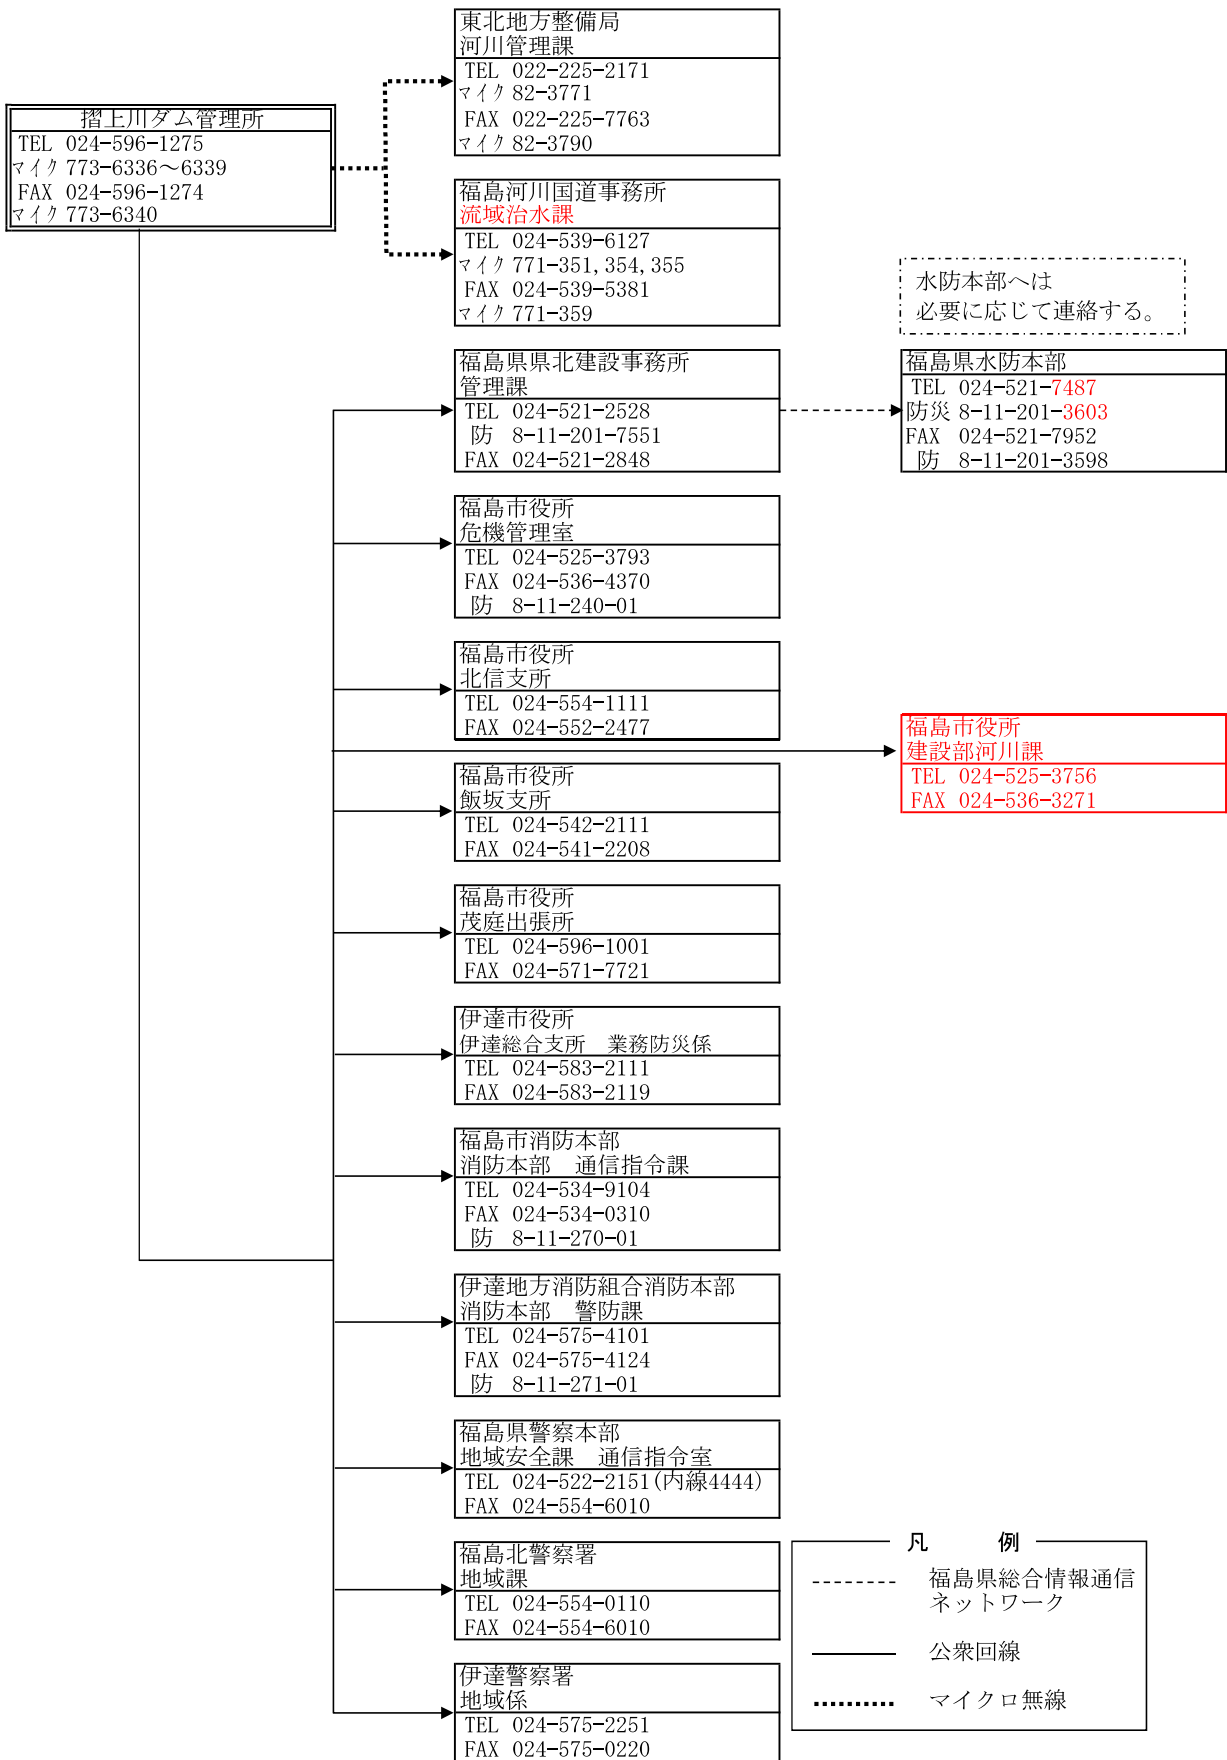 摺上川ダム管理所
TEL 024-596-1275
マイク 773-6336～6339
FAX 024-596-1274
マイク 773-6340
東北地方整備局
河川管理課
TEL 022-225-2171
マイク 82-3771
FAX 022-225-7763
マイク 82-3790
福島河川国道事務所
流域治水課
TEL 024-539-6127
マイク 771-351,354,355
FAX 024-539-5381
マイク 771-359
水防本部へは
必要に応じて連絡する。
福島県県北建設事務所
管理課
TEL 024-521-2528
防 8-11-201-7551
FAX 024-521-2848
福島県水防本部
TEL 024-521-7487
防災 8-11-201-3603
FAX 024-521-7952
防 8-11-201-3598
福島市役所
危機管理室
TEL 024-525-3793
FAX 024-536-4370
防 8-11-240-01
福島市役所
北信支所
TEL 024-554-1111
FAX 024-552-2477
福島市役所
建設部河川課
TEL 024-525-3756
FAX 024-536-3271
福島市役所
飯坂支所
TEL 024-542-2111
FAX 024-541-2208
福島市役所
茂庭出張所
TEL 024-596-1001
FAX 024-571-7721
伊達市役所
伊達総合支所　業務防災係
TEL 024-583-2111
FAX 024-583-2119
福島市消防本部
消防本部　通信指令課
TEL 024-534-9104
FAX 024-534-0310
防 8-11-270-01
伊達地方消防組合消防本部
消防本部　警防課
TEL 024-575-4101
FAX 024-575-4124
防 8-11-271-01
福島県警察本部
地域安全課　通信指令室
TEL 024-522-2151(内線4444)
FAX 024-554-6010
福島北警察署
地域課
TEL 024-554-0110
FAX 024-554-6010
伊達警察署
地域係
TEL 024-575-2251
FAX 024-575-0220
凡　例
福島県総合情報通信
ネットワーク
公衆回線
マイクロ無線